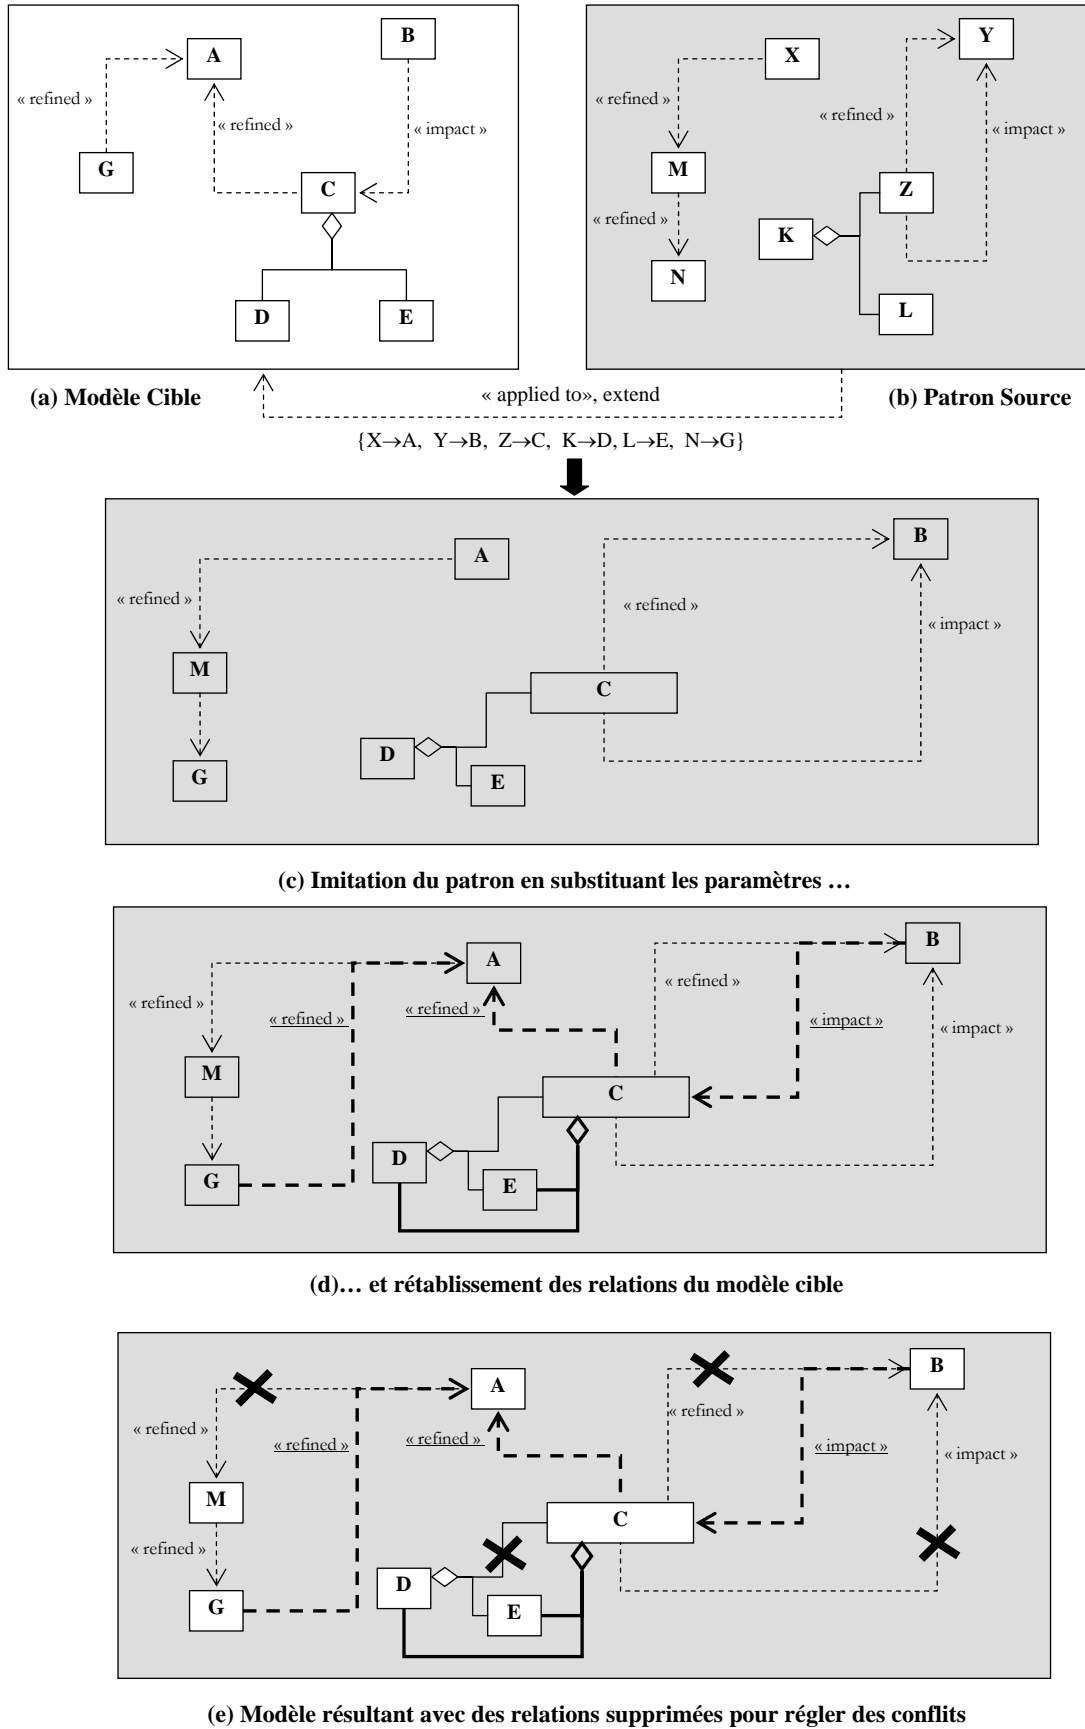 A
B
« refined »
« refined »
« impact »
G
C
D
E
(a) Modèle Cible
X
Y
« refined »
« refined »
« impact »
M
Z
« refined »
K
N
L
(b) Patron Source
« applied to», extend
{X→A, Y→B, Z→C, K→D, L→E, N→G}
A
B
« refined »
« refined »
« impact »
M
C
D
G
E
(c) Imitation du patron en substituant les paramètres …
A
B
« refined »
« refined »
« refined »
« refined »
« impact »
« impact »
M
C
D
G
E
(d)… et rétablissement des relations du modèle cible
A
B
« refined »
« refined »
« refined »
« refined »
« impact »
« impact »
M
C
« refined »
D
G
E
(e) Modèle résultant avec des relations supprimées pour régler des conflits